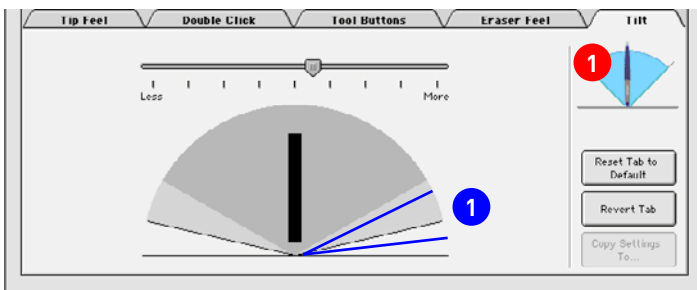 Tip Feel
Double Click
Tool Buttons
Eraser Feel
Tilt
1
Less
More
1
Reset Tab to
Default
Revert Tab
Copy Settings
To...